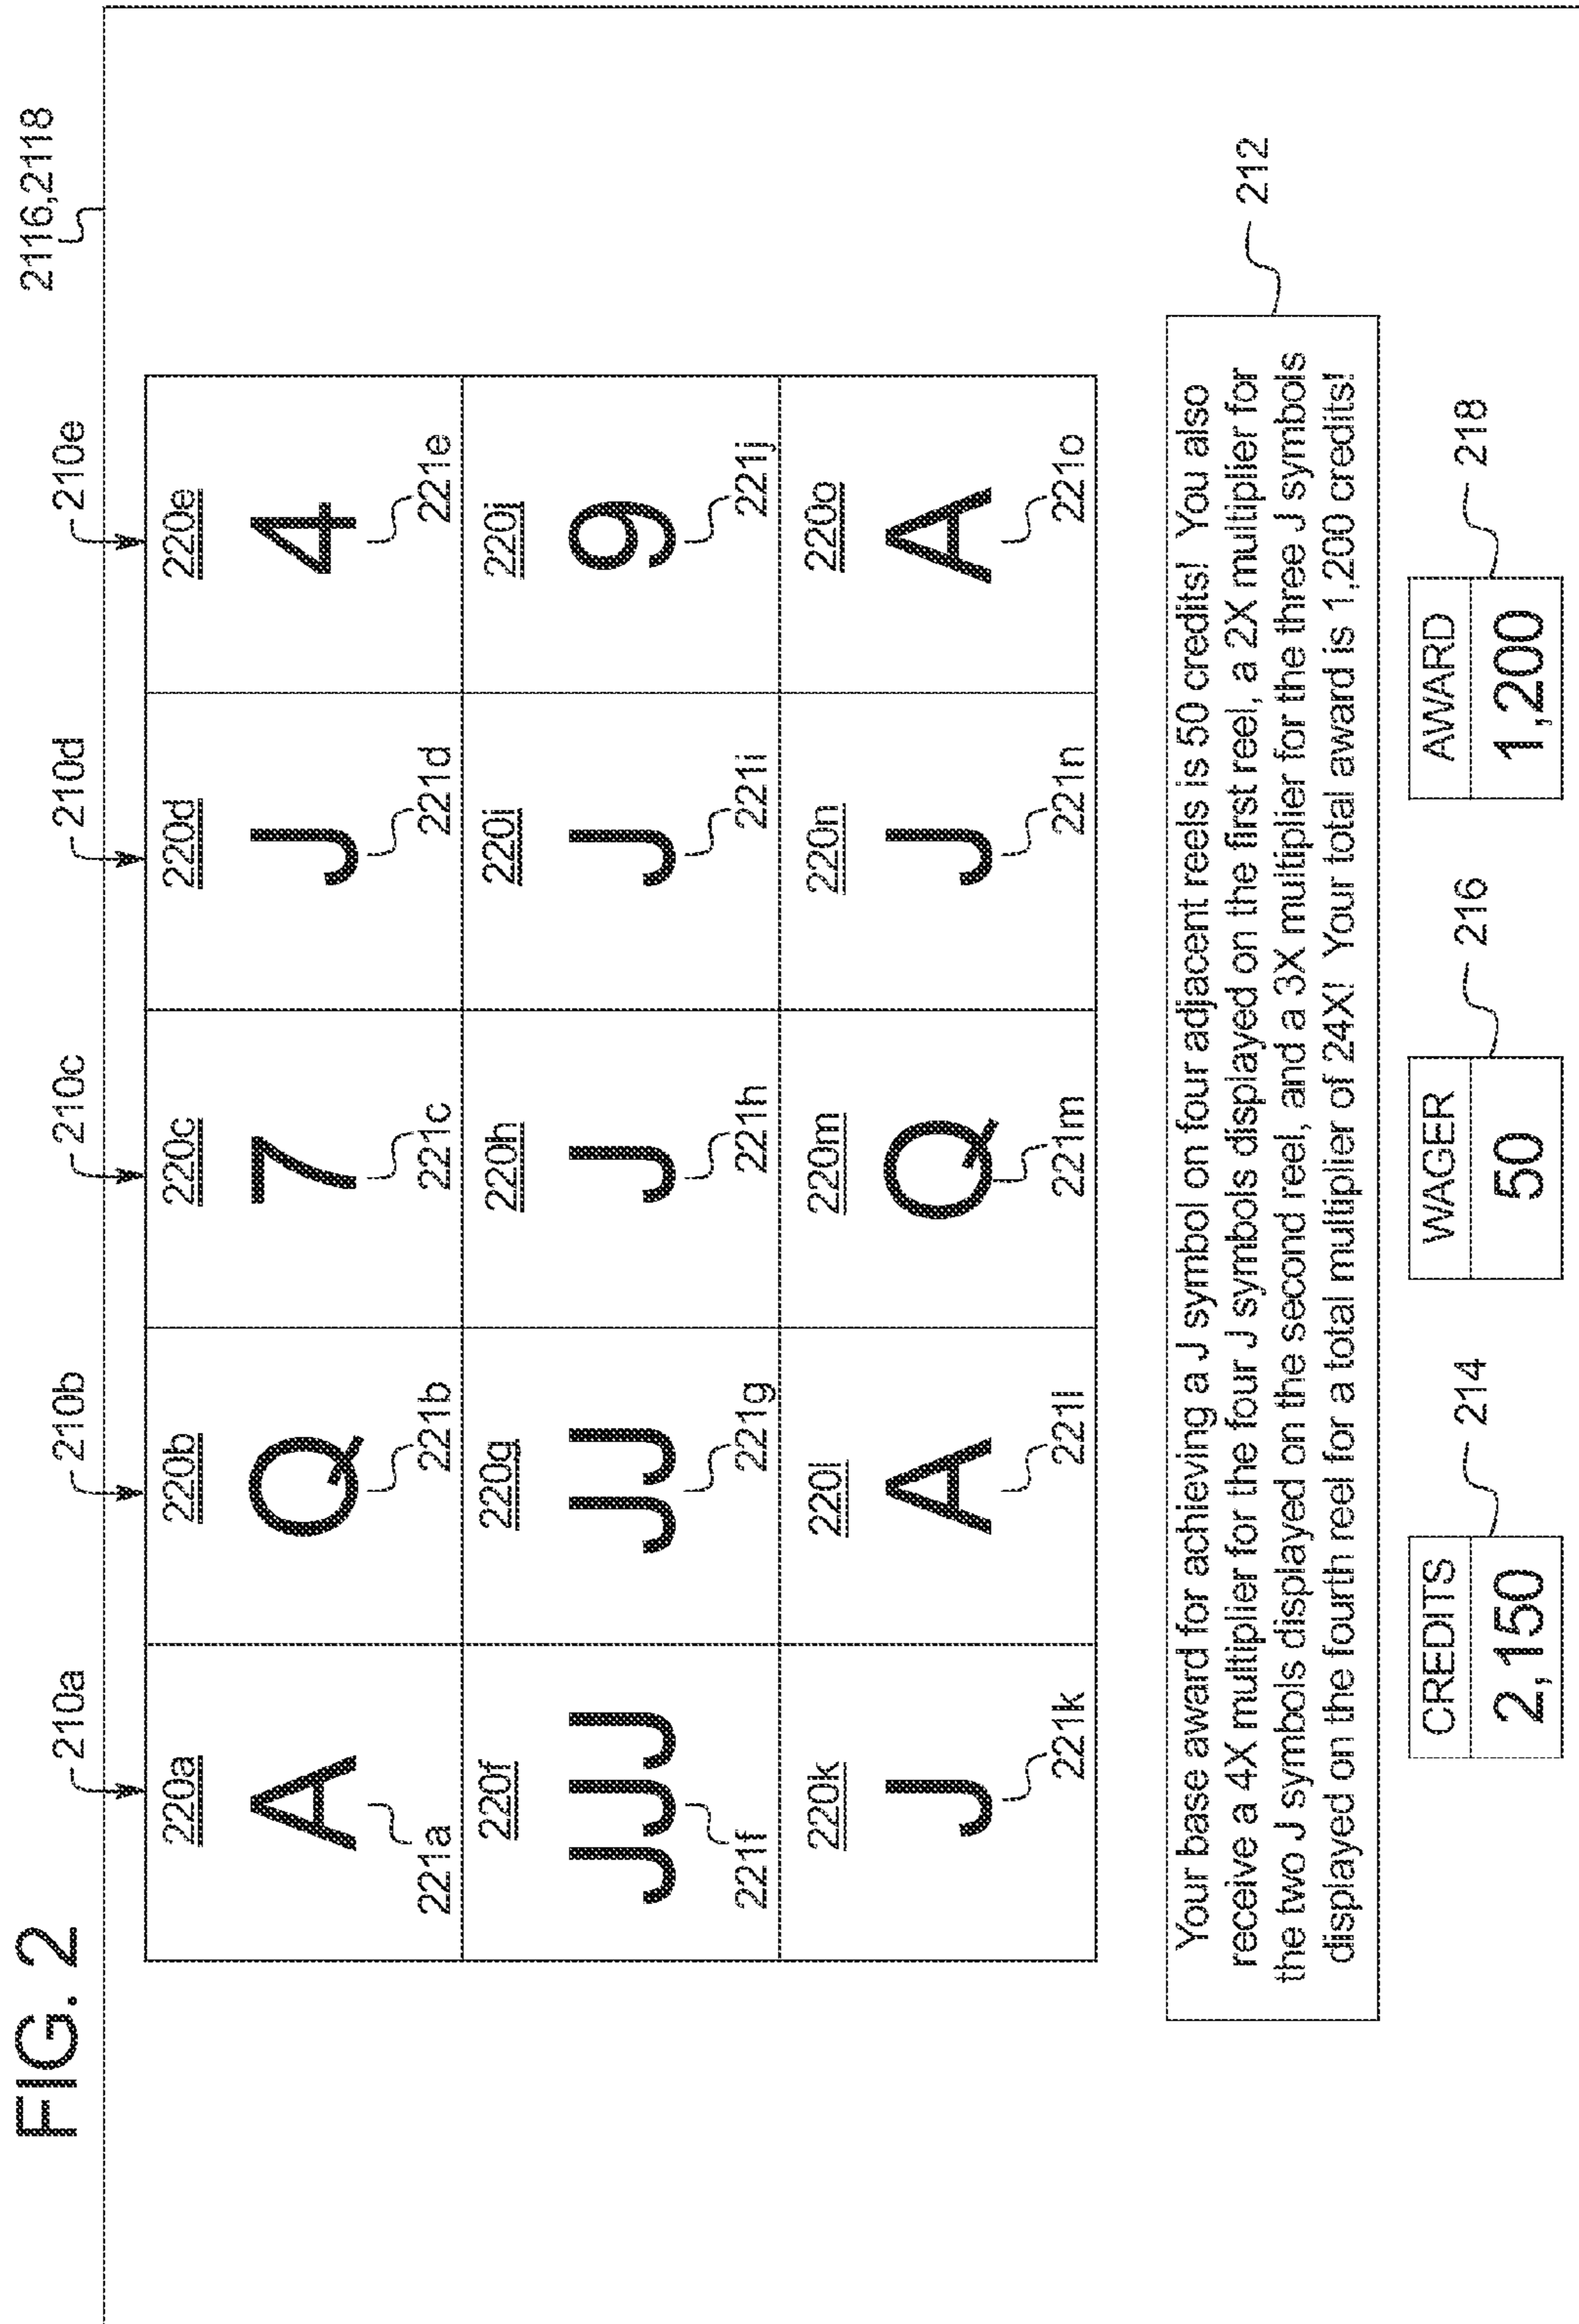 FIG. 2
2116,2118
210a 210b 210c 210d 210e
220a 220b 220c 220d 220e
A Q 7 J 4
221a 221b 221c 221d 221e
220f 220g 220h 220i 220j
JJJ JJ J J 9
221f 221g 221h 221i 221j
220k 220l 220m 220n 220o
J A Q J A
221k 221l 221m 221n 221o
Your base award for achieving a J symbol on four adjacent reels is 50 credits! You also
receive a 4X multiplier for the four J symbols displayed on the first reel, a 2X multiplier for
the two J symbols displayed on the second reel, and a 3X multiplier for the three J symbols
displayed on the fourth reel for a total multiplier of 24X! Your total award is 1,200 credits!
212
CREDITS 214 WAGER 216 AWARD 218
2,150 50 1,200